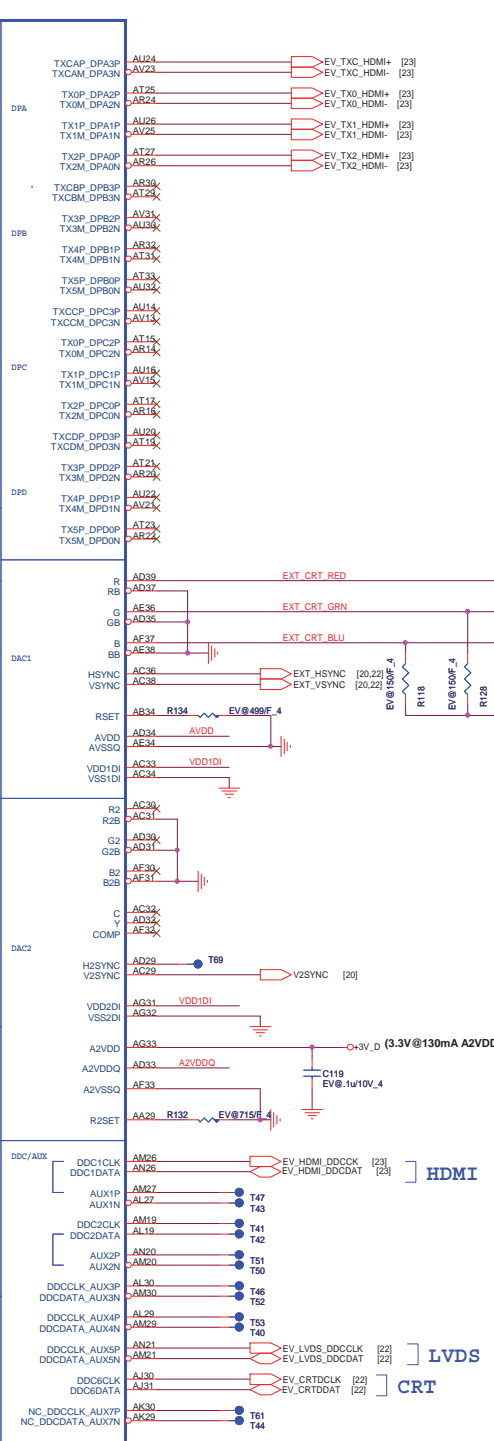 TXCAP_DPA3P AU24 EV_TXC_HDMI+ [23]
TXCAM_DPA3N AV23 EV_TXC_HDMI- [23]
DPA
TX0P_DPA2P AT25 EV_TX0_HDMI+ [23]
TX0M_DPA2N AR24 EV_TX0_HDMI- [23]
TX1P_DPA1P AU26 EV_TX1_HDMI+ [23]
TX1M_DPA1N AV25 EV_TX1_HDMI- [23]
TX2P_DPA0P AT27 EV_TX2_HDMI+ [23]
TX2M_DPA0N AR26 EV_TX2_HDMI- [23]
TXCBP_DPB3P AR30
TXCBM_DPB3N AT29
DPB
TX3P_DPB2P AV31
TX3M_DPB2N AU30
TX4P_DPB1P AR32
TX4M_DPB1N AT31
TX5P_DPB0P AT33
TX5M_DPB0N AU32
TXCCP_DPC3P AU14
TXCCM_DPC3N AV13
TX0P_DPC2P AT15
TX0M_DPC2N AR14
DPC
TX1P_DPC1P AU16
TX1M_DPC1N AV15
TX2P_DPC0P AT17
TX2M_DPC0N AR16
TXCDP_DPD3P AU20
TXCDM_DPD3N AT19
TX3P_DPD2P AT21
TX3M_DPD2N AR20
DPD
TX4P_DPD1P AU22
TX4M_DPD1N AV21
TX5P_DPD0P AT23
TX5M_DPD0N AR22
R AD39 EXT_CRT_RED
RB AD37
G AE36 EXT_CRT_GRN
GB AD35
B AF37 EXT_CRT_BLU
BB AE38
DAC1
HSYNC AC36 EXT_HSYNC [20,22]
VSYNC AC38 EXT_VSYNC [20,22]
EV@150/F_4
R118
EV@150/F_4
R128
RSET AB34 R134 EV@499/F_4
AVDD AD34 AVDD
AVSSQ AE34
VDD1DI AC33 VDD1DI
VSS1DI AC34
R2 AC30
R2B AC31
G2 AD30
G2B AD31
B2 AF30
B2B AF31
C AC32
Y AD32
COMP AF32
DAC2
H2SYNC AD29 T69
V2SYNC AC29 V2SYNC [20]
VDD2DI AG31 VDD1DI
VSS2DI AG32
A2VDD AG33 +3V_D (3.3V@130mA A2VDD
A2VDDQ AD33 A2VDDQ
C119
EV@.1u/10V_4
A2VSSQ AF33
R2SET AA29 R132 EV@715/F_4
DDC/AUX
DDC1CLK AM26 EV_HDMI_DDCCK [23]
DDC1DATA AN26 EV_HDMI_DDCDAT [23]
HDMI
AUX1P AM27 T47
AUX1N AL27 T43
DDC2CLK AM19 T41
DDC2DATA AL19 T42
AUX2P AN20 T51
AUX2N AM20 T50
DDCCLK_AUX3P AL30 T46
DDCDATA_AUX3N AM30 T52
DDCCLK_AUX4P AL29 T53
DDCDATA_AUX4N AM29 T40
DDCCLK_AUX5P AN21 EV_LVDS_DDCCLK [22]
DDCDATA_AUX5N AM21 EV_LVDS_DDCDAT [22]
LVDS
DDC6CLK AJ30 EV_CRTDCLK [22]
DDC6DATA AJ31 EV_CRTDDAT [22]
CRT
NC_DDCCLK_AUX7P AK30 T61
NC_DDCDATA_AUX7N AK29 T44